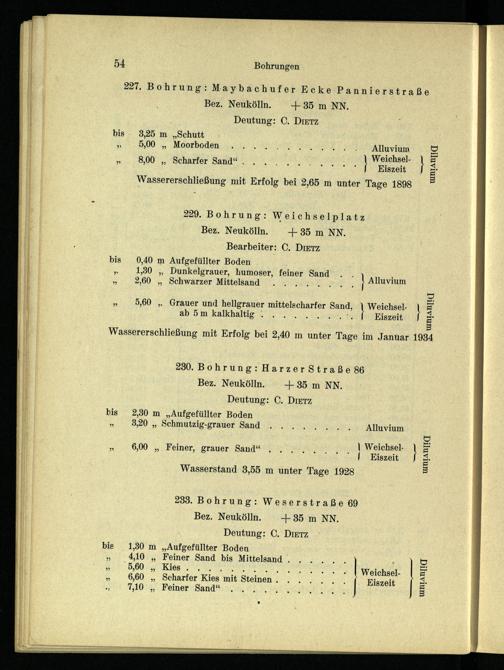 54 Bohrungen
227. Bohrung: Maybachufer Ecke Pannierstraße
Bez. Neukölln. +35 m NN.
Deutung: C. Dietz
bis 3,25 m „Schutt
„ 5,00 „ Moorboden . . . . . . . . . . . Alluvium
„ 8,00 „ Scharfer Sand“ . . . . . . . . . . } Weichsel- Eiszeit } Diluvium
Wassererschließung mit Erfolg bei 2,65 m unter Tage 1898
229. Bohrung: Weichselplatz
Bez. Neukölln. +35 m NN.
Bearbeiter: C. Dietz
bis 0,40 m Aufgefüllter Boden
„ 1,30 „ Dunkelgrauer, humoser, feiner Sand . .
„ 2,60 „ Schwarzer Mittelsand . . . . . . . . } Alluvium
„ 5,60 „ Grauer und hellgrauer mittelscharfer Sand, } Weichsel-
ab 5 m kalkhaltig . . . . . . . . . Eiszeit } Diluvium
Wassererschließung mit Erfolg bei 2,40 m unter Tage im Januar 1934
230. Bohrung: Harzer Straße 86
Bez. Neukölln. +35 m NN.
Deutung: C. Dietz
bis 2,30 m „Aufgefüllter Boden
„ 3,20 „ Schmutzig-grauer Sand . . . . . . . . Alluvium
„ 6,00 „ Feiner, grauer Sand“ . . . . . . . . } Weichsel- Eiszeit } Diluvium
Wasserstand 3,55 m unter Tage 1928
233. Bohrung: Weserstraße 69
Bez. Neukölln. +35 m NN.
Deutung: C. Dietz
bis 1,30 m „Aufgefüllter Boden
„ 4,10 „ Feiner Sand bis Mittelsand . . . . . .
„ 5,60 „ Kies . . . . . . . . . . . . . . . . } Weichsel-
„ 6,60 „ Scharfer Kies mit Steinen . . . . . . . Eiszeit } Diluvium
„ 7,10 „ Feiner Sand“ . . . . . . . . . . . .